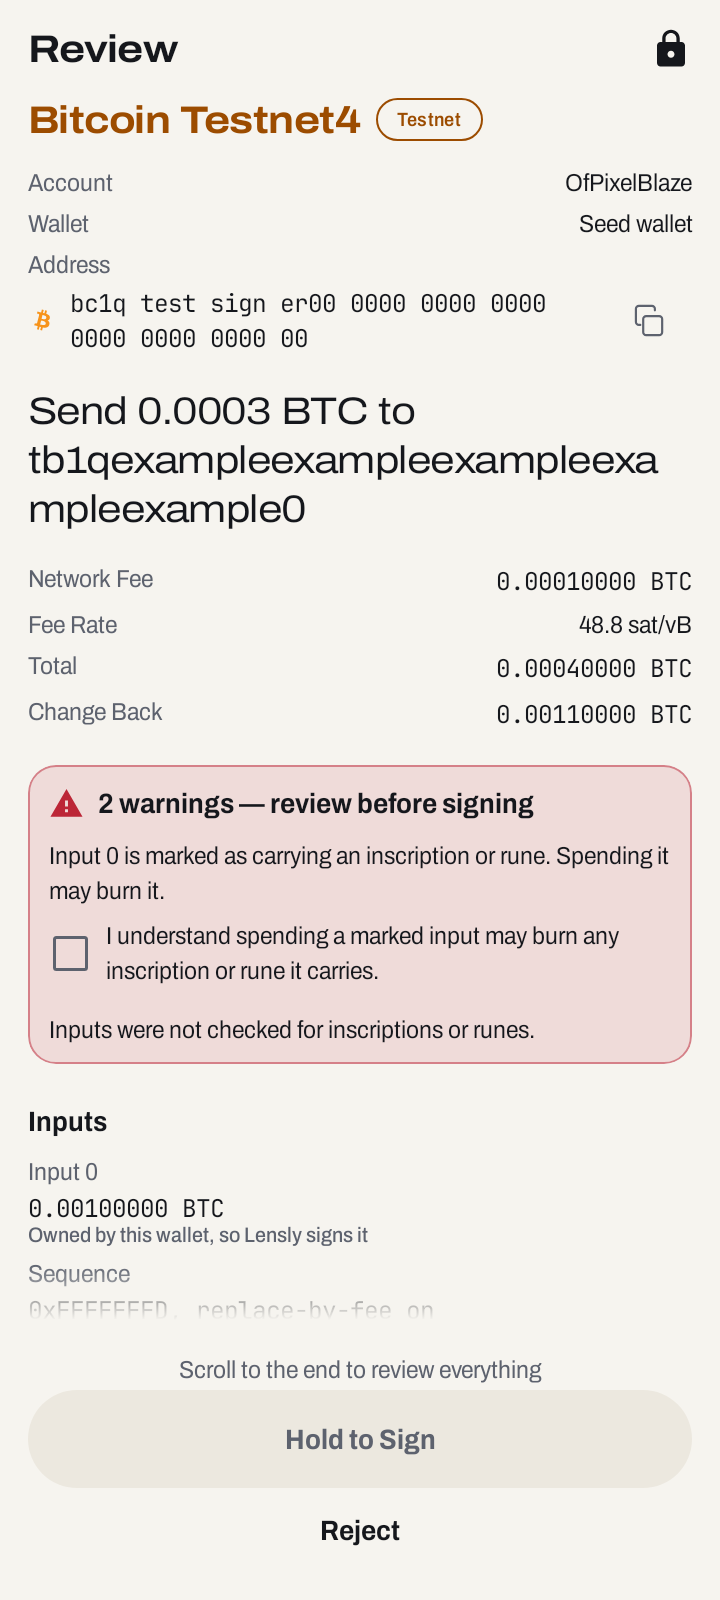 Review
Bitcoin Testnet4
Testnet
Account
OfPixelBlaze
Wallet
Seed wallet
Address
bc1q test sign er00 0000 0000 0000
0000 0000 0000 00
Send 0.0003 BTC to
tb1qexampleexampleexampleexa
mpleexample0
Network Fee
0.00010000 BTC
Fee Rate
48.8 sat/vB
Total
0.00040000 BTC
Change Back
0.00110000 BTC
2 warnings — review before signing
Input 0 is marked as carrying an inscription or rune. Spending it
may burn it.
I understand spending a marked input may burn any
inscription or rune it carries.
Inputs were not checked for inscriptions or runes.
Inputs
Input 0
0.00100000 BTC
Owned by this wallet, so Lensly signs it
Sequence
0xFFFFFFFD, replace-by-fee on
Scroll to the end to review everything
Hold to Sign
Reject